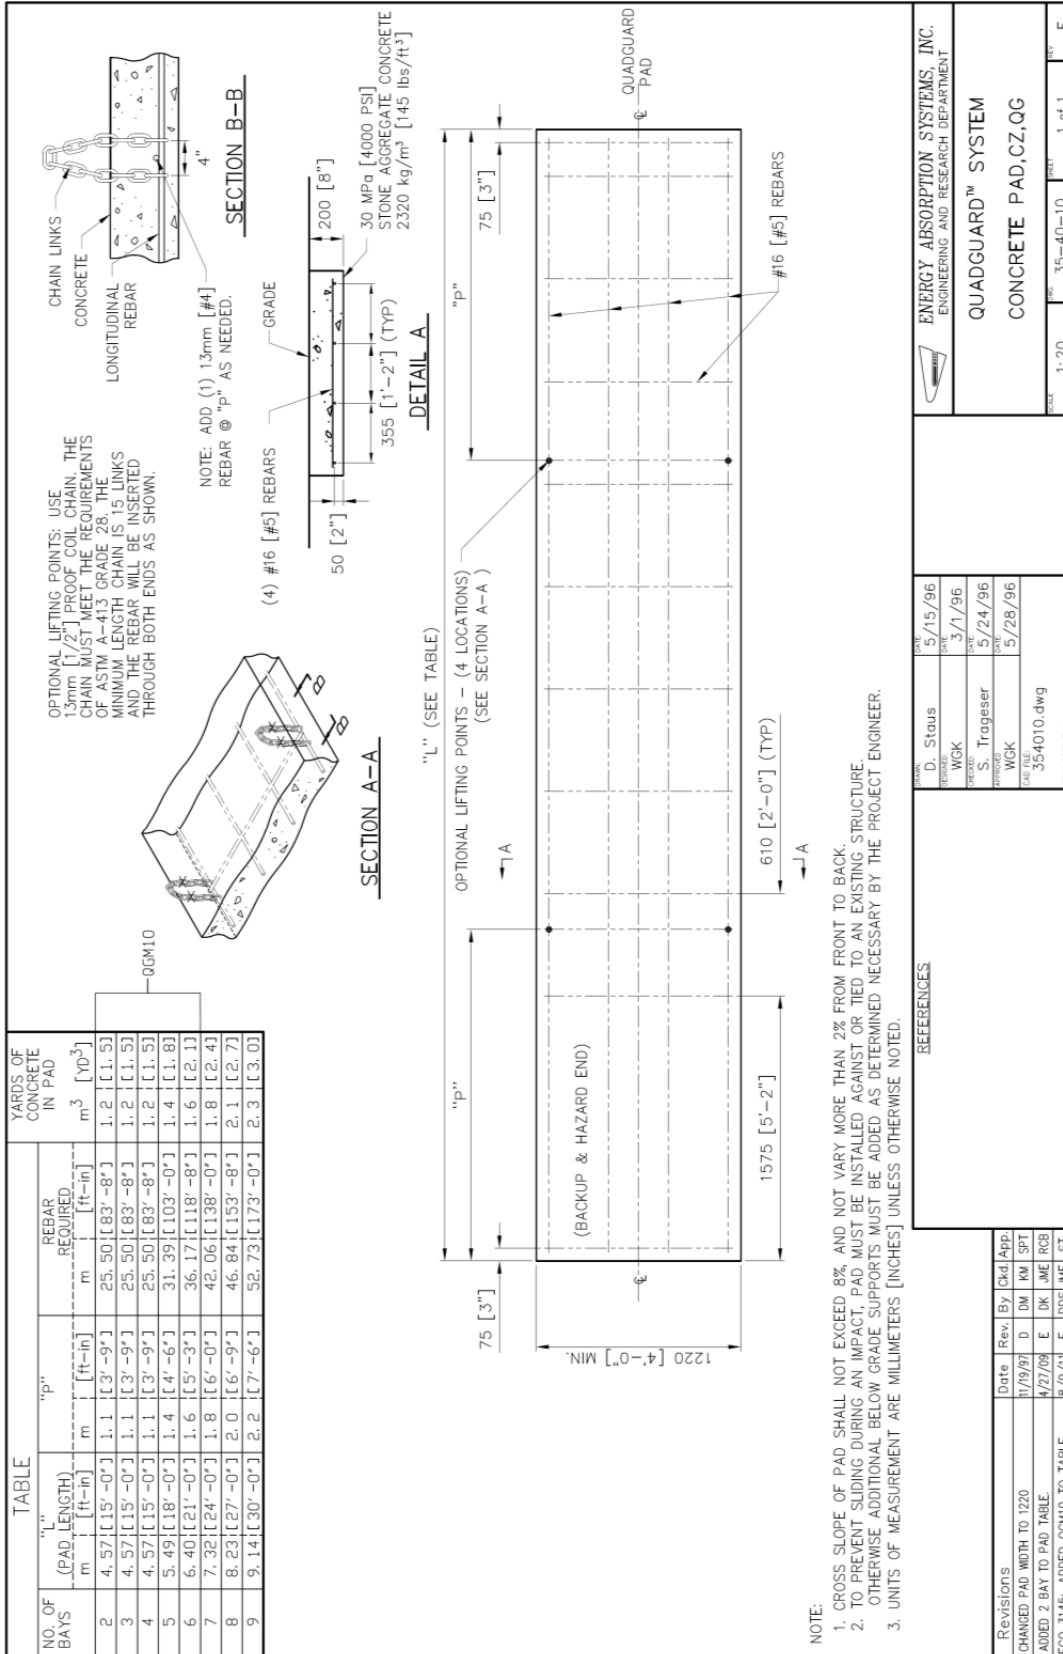 TABLE
NO. OF BAYS
"L" (PAD LENGTH)
"P"
REBAR REQUIRED
YARDS OF CONCRETE IN PAD
m [ft-in] m [ft-in] m [ft-in] m³ [YD³]
2 4.57 [15'-0"] 1.1 [3'-9"] 25.50 [83'-8"] 1.2 [1.5]
3 4.57 [15'-0"] 1.1 [3'-9"] 25.50 [83'-8"] 1.2 [1.5]
4 4.57 [15'-0"] 1.1 [3'-9"] 25.50 [83'-8"] 1.2 [1.5]
5 5.49 [18'-0"] 1.4 [4'-6"] 31.39 [103'-0"] 1.4 [1.8]
6 6.40 [21'-0"] 1.6 [5'-3"] 36.17 [118'-8"] 1.6 [2.1]
7 7.32 [24'-0"] 1.8 [6'-0"] 42.06 [138'-0"] 1.8 [2.4]
8 8.23 [27'-0"] 2.0 [6'-9"] 46.84 [153'-8"] 2.1 [2.7]
9 9.14 [30'-0"] 2.2 [7'-6"] 52.73 [173'-0"] 2.3 [3.0]
QGM10
OPTIONAL LIFTING POINTS: USE
13mm [1/2"] PROOF COIL CHAIN. THE
CHAIN MUST MEET THE REQUIREMENTS
OF ASTM A-413 GRADE 28. THE
MINIMUM LENGTH CHAIN IS 15 LINKS
AND THE REBAR WILL BE INSERTED
THROUGH BOTH ENDS AS SHOWN.
B
B
SECTION A-A
CHAIN LINKS
CONCRETE
LONGITUDINAL
REBAR
4"
NOTE: ADD (1) 13mm [#4]
REBAR @ "P" AS NEEDED.
SECTION B-B
(4) #16 [#5] REBARS
GRADE
200 [8"]
50 [2"]
30 MPa [4000 PSI]
STONE AGGREGATE CONCRETE
2320 kg/m³ [145 lbs/ft³]
355 [1'-2"] (TYP)
DETAIL A
"L" (SEE TABLE)
OPTIONAL LIFTING POINTS - (4 LOCATIONS)
(SEE SECTION A-A )
"P"
"P"
75 [3"]
75 [3"]
A
A
1220 [4'-0"] MIN.
(BACKUP & HAZARD END)
℄
℄
QUADGUARD
PAD
#16 [#5] REBARS
1575 [5'-2"]
610 [2'-0"] (TYP)
NOTE:
1. CROSS SLOPE OF PAD SHALL NOT EXCEED 8%, AND NOT VARY MORE THAN 2% FROM FRONT TO BACK.
2. TO PREVENT SLIDING DURING AN IMPACT, PAD MUST BE INSTALLED AGAINST OR TIED TO AN EXISTING STRUCTURE.
OTHERWISE ADDITIONAL BELOW GRADE SUPPORTS MUST BE ADDED AS DETERMINED NECESSARY BY THE PROJECT ENGINEER.
3. UNITS OF MEASUREMENT ARE MILLIMETERS [INCHES] UNLESS OTHERWISE NOTED.
Revisions Date Rev. By Ckd. App.
CHANGED PAD WIDTH TO 1220 11/19/97 D DM KM SPT
ADDED 2 BAY TO PAD TABLE. 4/27/09 E DK JME RCB
REFERENCES
DRAWN: D. Staus DATE 5/15/96
DESIGNED: WGK DATE 3/1/96
CHECKED: S. Trageser DATE 5/24/96
APPROVED WGK DATE 5/28/96
CAD FILE: 354010.dwg
ENERGY ABSORPTION SYSTEMS, INC.
ENGINEERING AND RESEARCH DEPARTMENT
QUADGUARD™ SYSTEM
CONCRETE PAD,CZ,QG
SCALE 1:20 DWG. 35-40-10 SHEET 1 of 1 REV